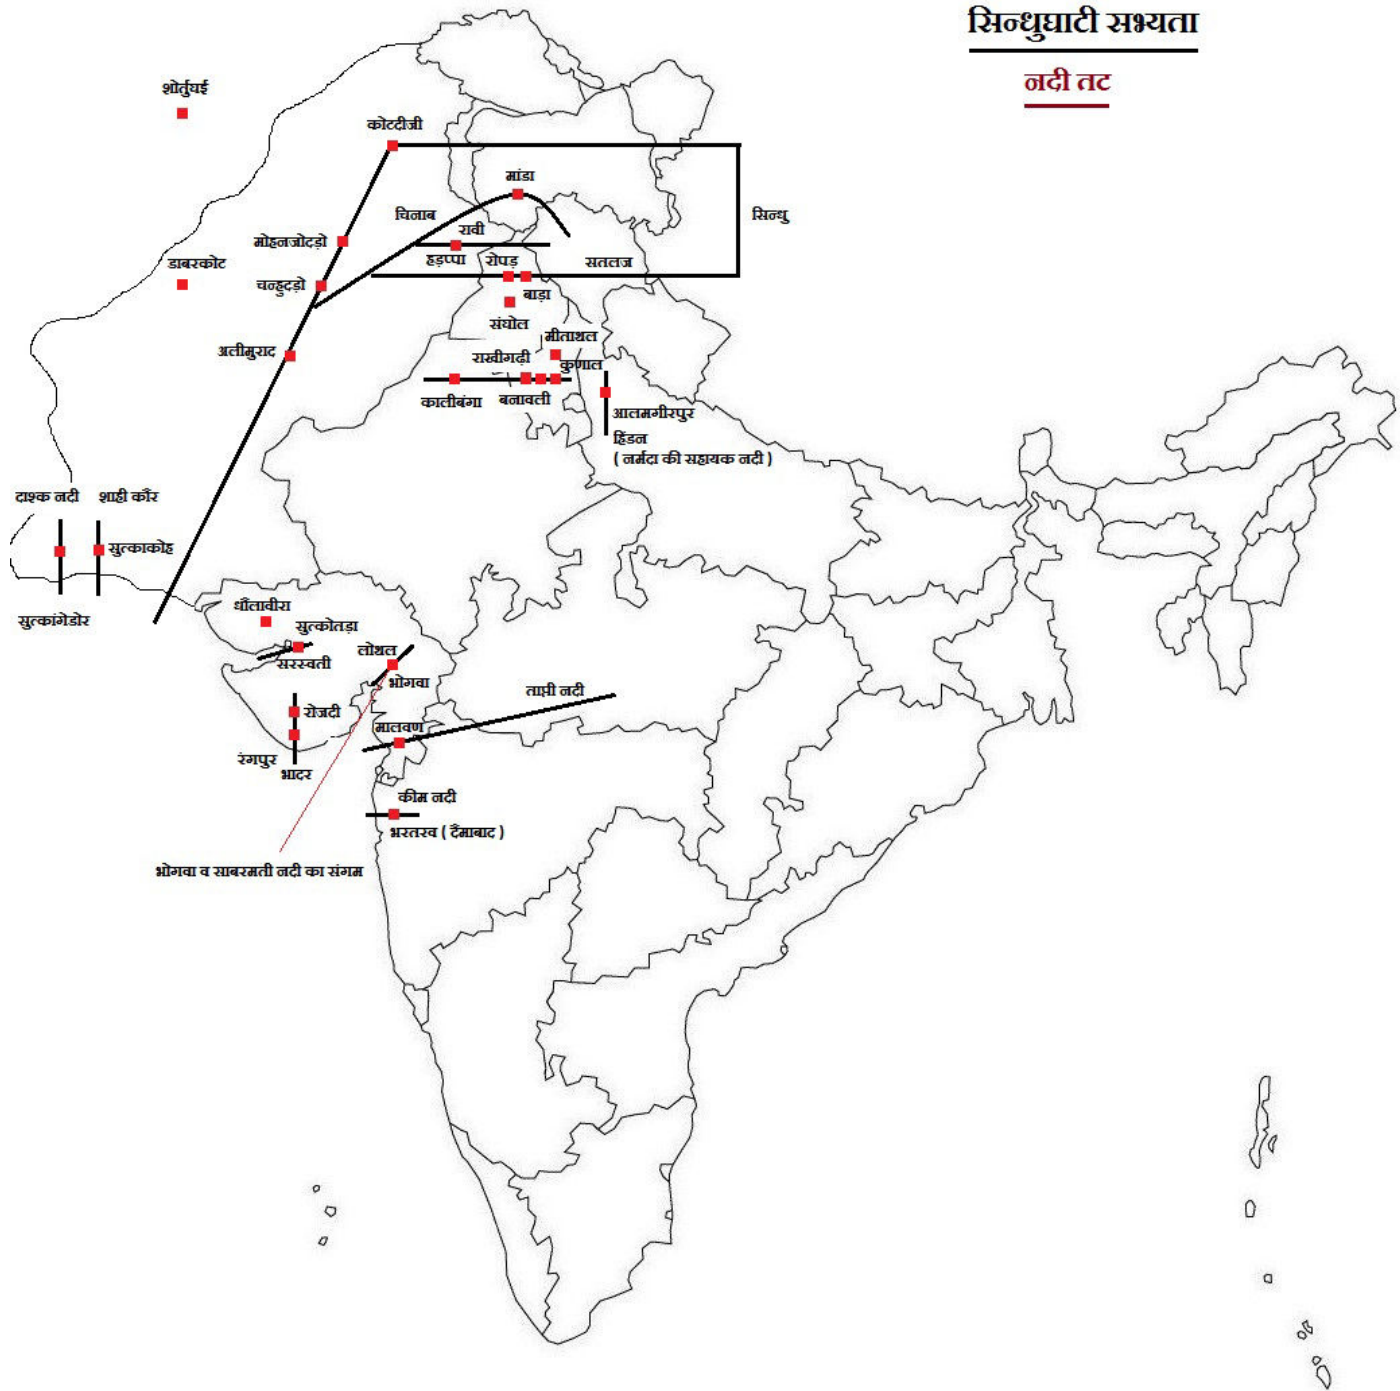 सिन्धुघाटी सभ्यता
नदी तट
शोर्तुघई
कोटदीजी
मांडा
चिनाब
सिन्धु
रावी
मोहनजोदड़ो
हड़प्पा
रोपड़
सतलज
डाबरकोट
चन्हुदड़ो
बाड़ा
संघोल
मीताथल
अलीमुराद
राखीगढ़ी
कुणाल
कालीबंगा
बनावली
आलमगीरपुर
हिंडन
( नर्मदा की सहायक नदी )
दाश्क नदी
शाही कौंर
सुत्काकोह
सुत्कांगेडोर
धौंलावीरा
सुत्कोतड़ा
लोथल
सरस्वती
भोगवा
ताप्ती नदी
रोजदी
मालवण
रंगपुर
भादर
कीम नदी
भरतरव ( दैंमाबाद )
भोगवा व साबरमती नदी का संगम